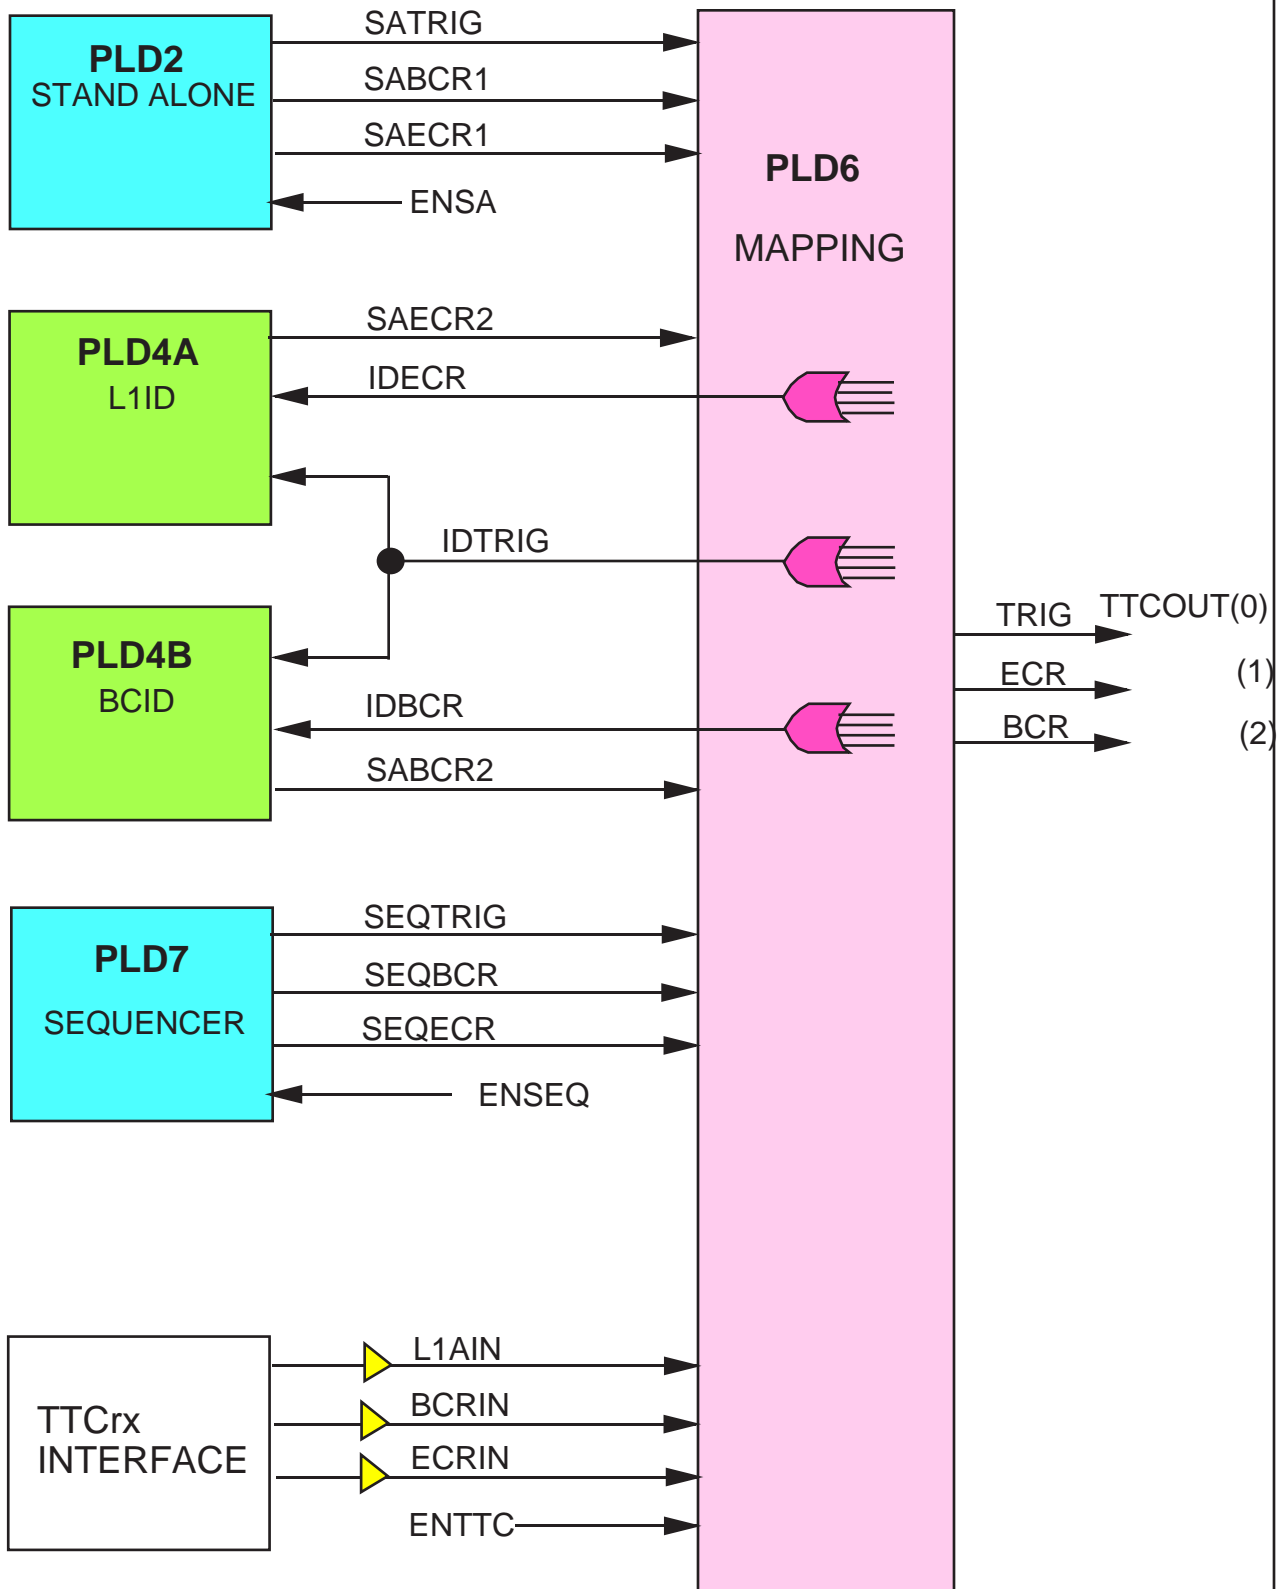 PLD2
STAND ALONE
SATRIG
SABCR1
SAECR1
ENSA
PLD6
MAPPING
PLD4A
L1ID
SAECR2
IDECR
IDTRIG
PLD4B
BCID
IDBCR
SABCR2
TRIG TTCOUT(0)
ECR (1)
BCR (2)
PLD7
SEQUENCER
SEQTRIG
SEQBCR
SEQECR
ENSEQ
TTCrx
INTERFACE
L1AIN
BCRIN
ECRIN
ENTTC